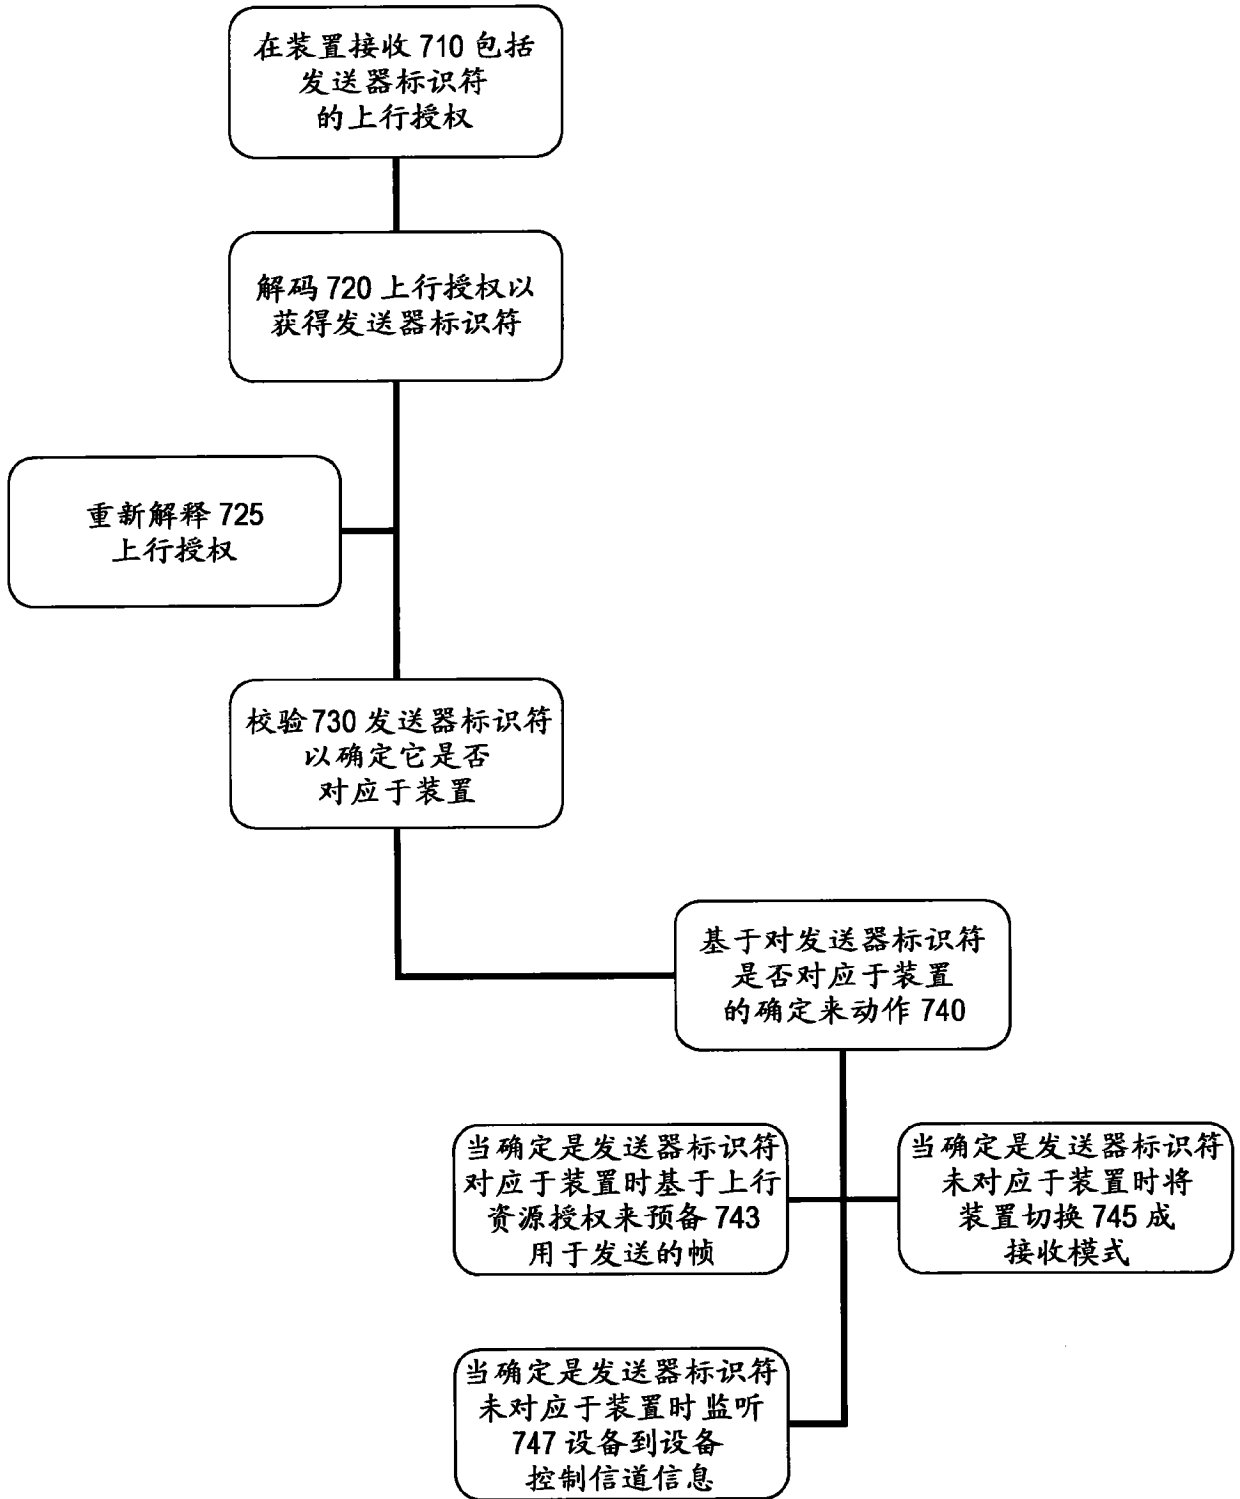 在装置接收 710 包括
发送器标识符
的上行授权
解码 720 上行授权以
获得发送器标识符
重新解释 725
上行授权
校验 730 发送器标识符
以确定它是否
对应于装置
基于对发送器标识符
是否对应于装置
的确定来动作 740
当确定是发送器标识符
对应于装置时基于上行
资源授权来预备 743
用于发送的帧
当确定是发送器标识符
未对应于装置时将
装置切换 745 成
接收模式
当确定是发送器标识符
未对应于装置时监听
747 设备到设备
控制信道信息